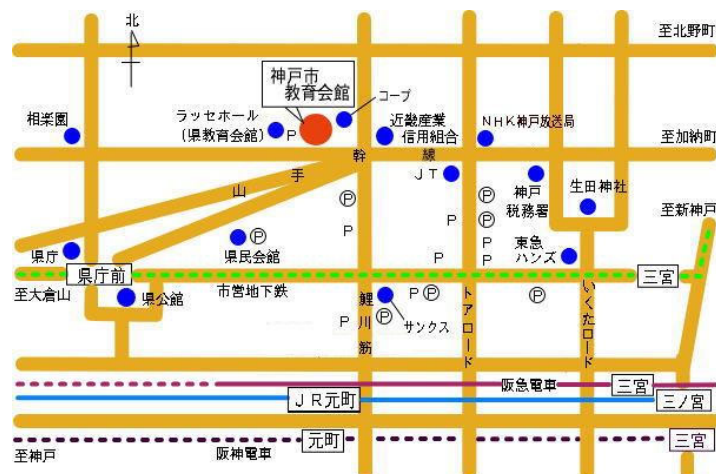 北
至北野町
神戸市
教育会館
コープ
相楽園
ラッセホール
(県教育会館)
P
近畿産業
信用組合
NHK神戸放送局
至加納町
山
手
幹
線
JT
神戸
税務署
生田神社
至新神戸
P
P
P
P
P
P
P
県庁
県民会館
P
東急
ハンズ
P
県庁前
三宮
至大倉山
県公館
市営地下鉄
鯉
川
筋
P
P
P
P
P
サンクス
トアロード
いくたロード
阪急電車
三宮
JR元町
三ノ宮
元町
三宮
至神戸
阪神電車